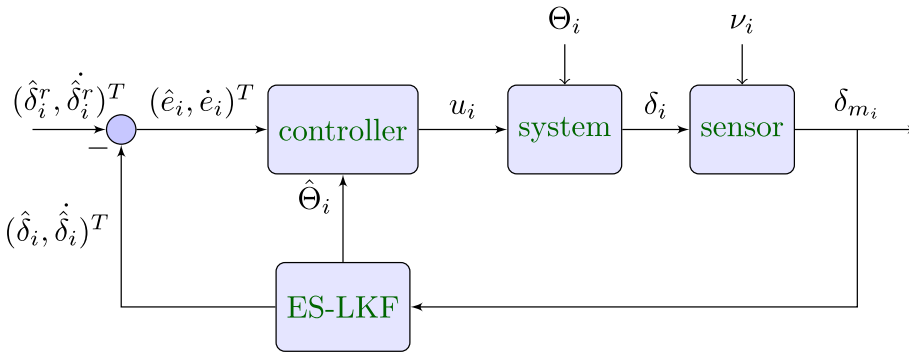 Θ_i
ν_i
(δ̂_i^r, δ̂̇_i^r)^T
(ê_i, ė_i)^T
u_i
δ_i
δ_{m_i}
controller
system
sensor
−
Θ̂_i
(δ̂_i, δ̂̇_i)^T
ES-LKF